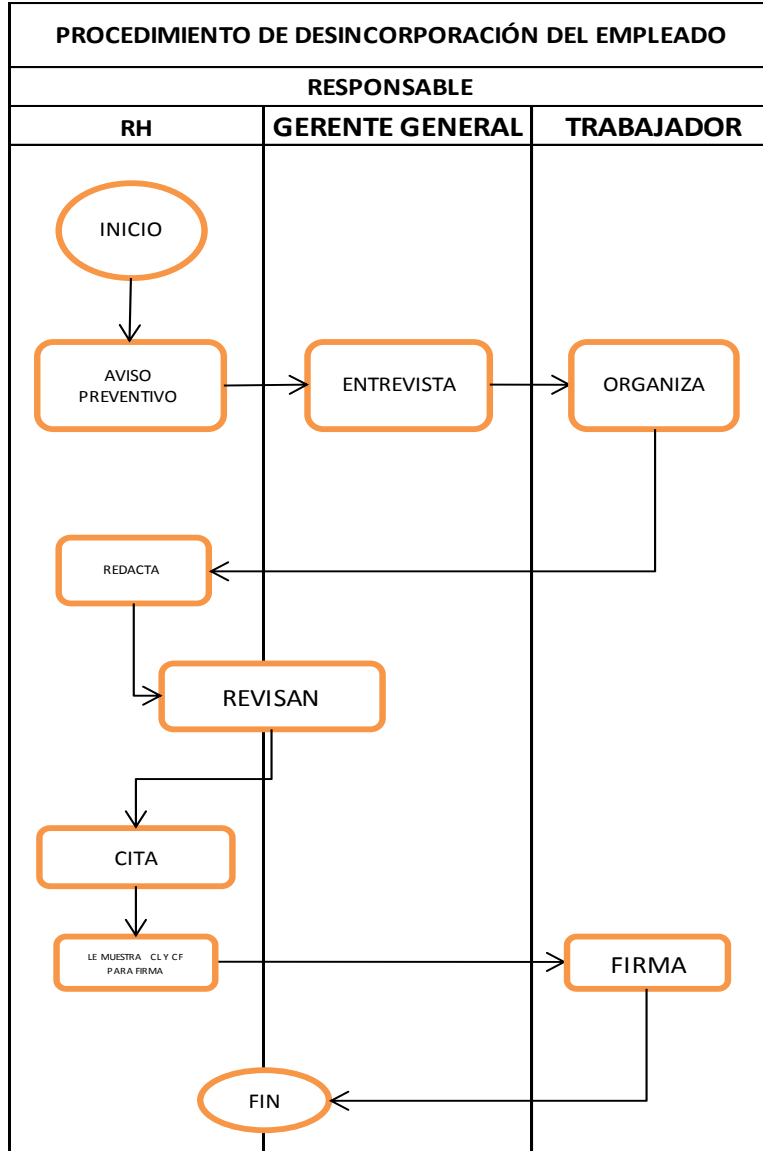 PROCEDIMIENTO DE DESINCORPORACIÓN DEL EMPLEADO
RESPONSABLE
RH
GERENTE GENERAL
TRABAJADOR
INICIO
AVISO
PREVENTIVO
ENTREVISTA
ORGANIZA
REDACTA
REVISAN
CITA
LE MUESTRA CL Y CF
PARA FIRMA
FIRMA
FIN